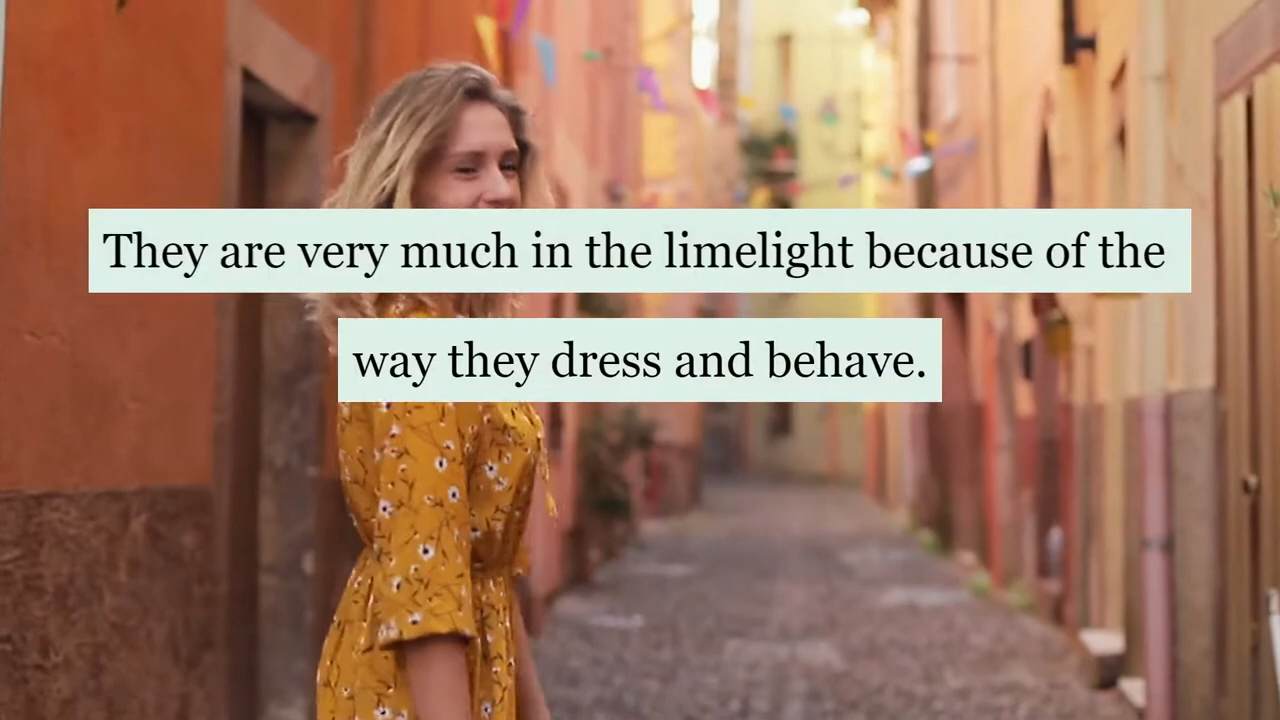 They are very much in the limelight because of the
way they dress and behave.